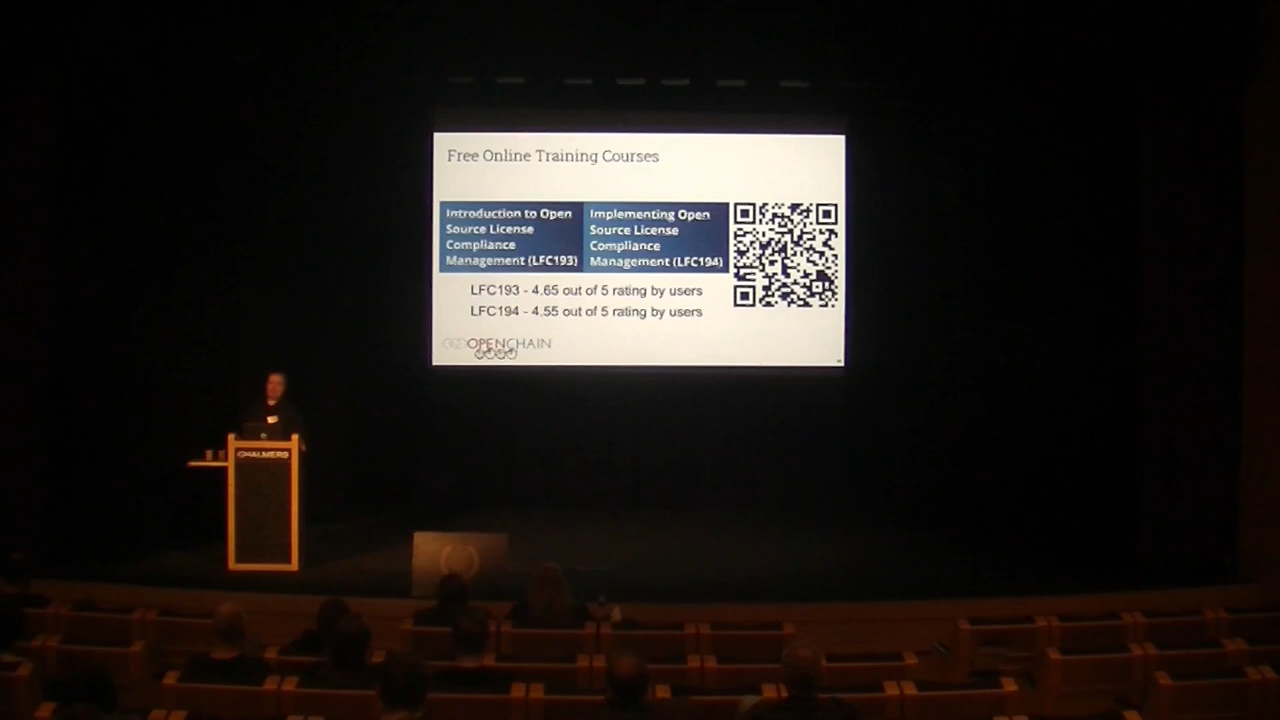 Free Online Training Courses
Introduction to Open
Source License
Compliance
Management (LFC193)
Implementing Open
Source License
Compliance
Management (LFC194)
LFC193 - 4.65 out of 5 rating by users
LFC194 - 4.55 out of 5 rating by users
OPENCHAIN
CHALMERS